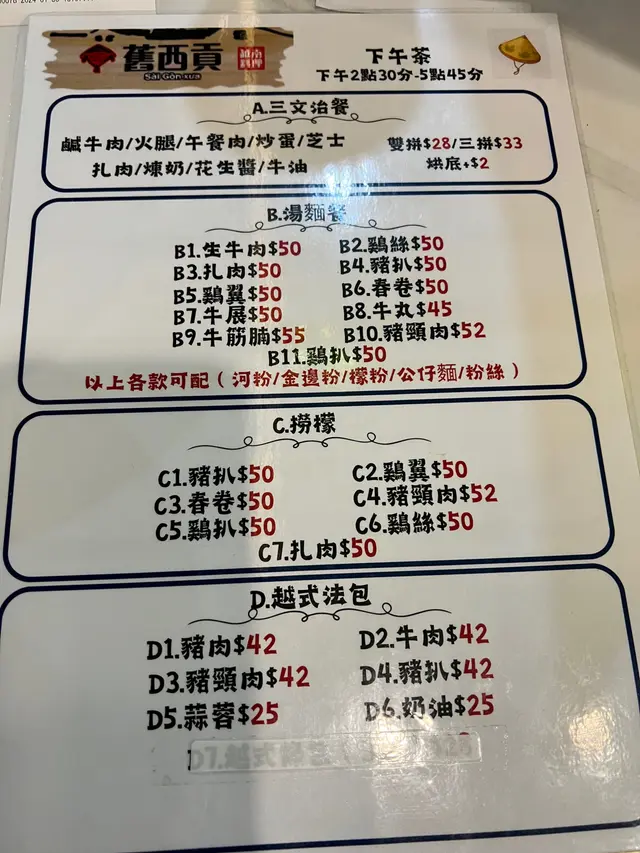 舊西貢
越南料理
Sài Gòn xưa
下午茶
下午2點30分-5點45分
A.三文治餐
鹹牛肉/火腿/午餐肉/炒蛋/芝士
雙拼$28/三拼$33
扎肉/煉奶/花生醬/牛油
烘底+$2
B.湯麵餐
B1.生牛肉$50
B2.鷄絲$50
B3.扎肉$50
B4.豬扒$50
B5.鷄翼$50
B6.春卷$50
B7.牛展$50
B8.牛丸$45
B9.牛筋腩$55
B10.豬頸肉$52
B11.鷄扒$50
以上各款可配（河粉/金邊粉/檬粉/公仔麵/粉絲）
C.撈檬
C1.豬扒$50
C2.鷄翼$50
C3.春卷$50
C4.豬頸肉$52
C5.鷄扒$50
C6.鷄絲$50
C7.扎肉$50
D.越式法包
D1.豬肉$42
D2.牛肉$42
D3.豬頸肉$42
D4.豬扒$42
D5.蒜蓉$25
D6.奶油$25